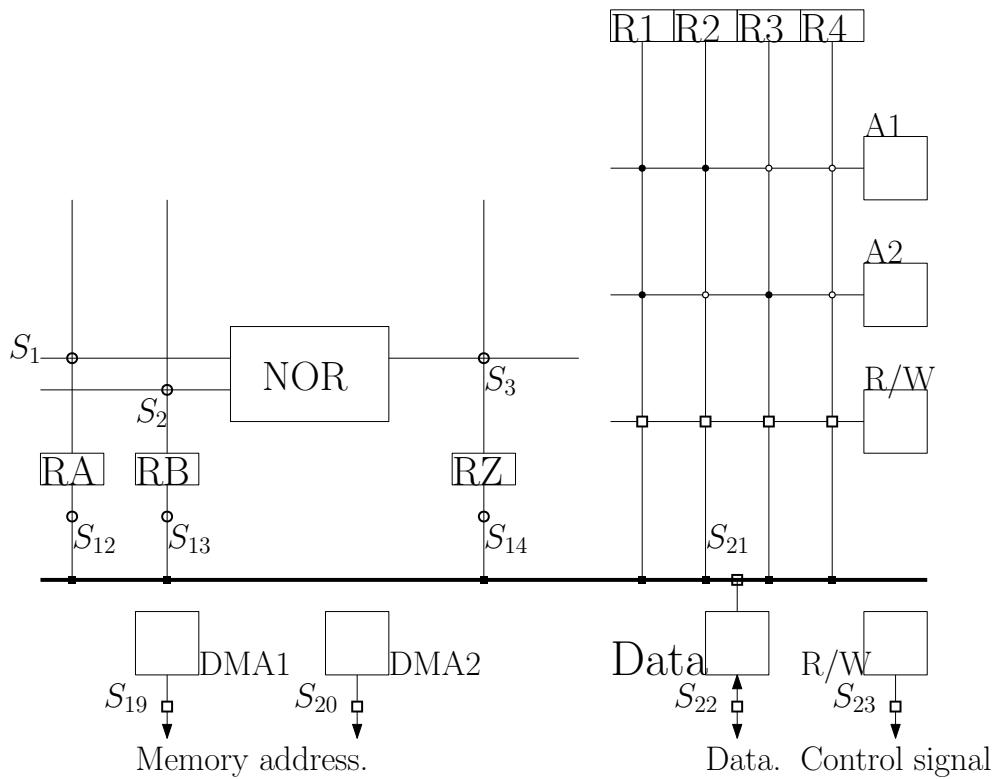 R1 R2 R3 R4
A1
A2
S₁
NOR
S₃
R/W
S₂
RA RB RZ
S₁₂ S₁₃ S₁₄ S₂₁
DMA1 DMA2 Data R/W
S₁₉ S₂₀ S₂₂ S₂₃
Memory address. Data. Control signal